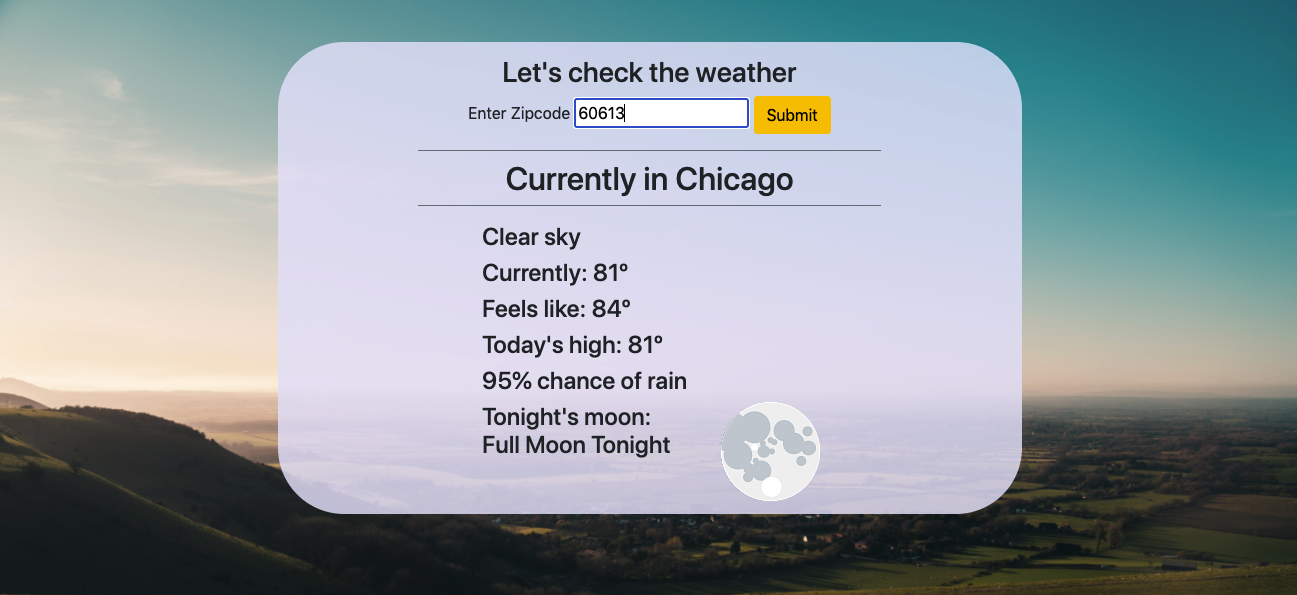 Let's check the weather
Enter Zipcode 60613 Submit
Currently in Chicago
Clear sky
Currently: 81°
Feels like: 84°
Today's high: 81°
95% chance of rain
Tonight's moon:
Full Moon Tonight